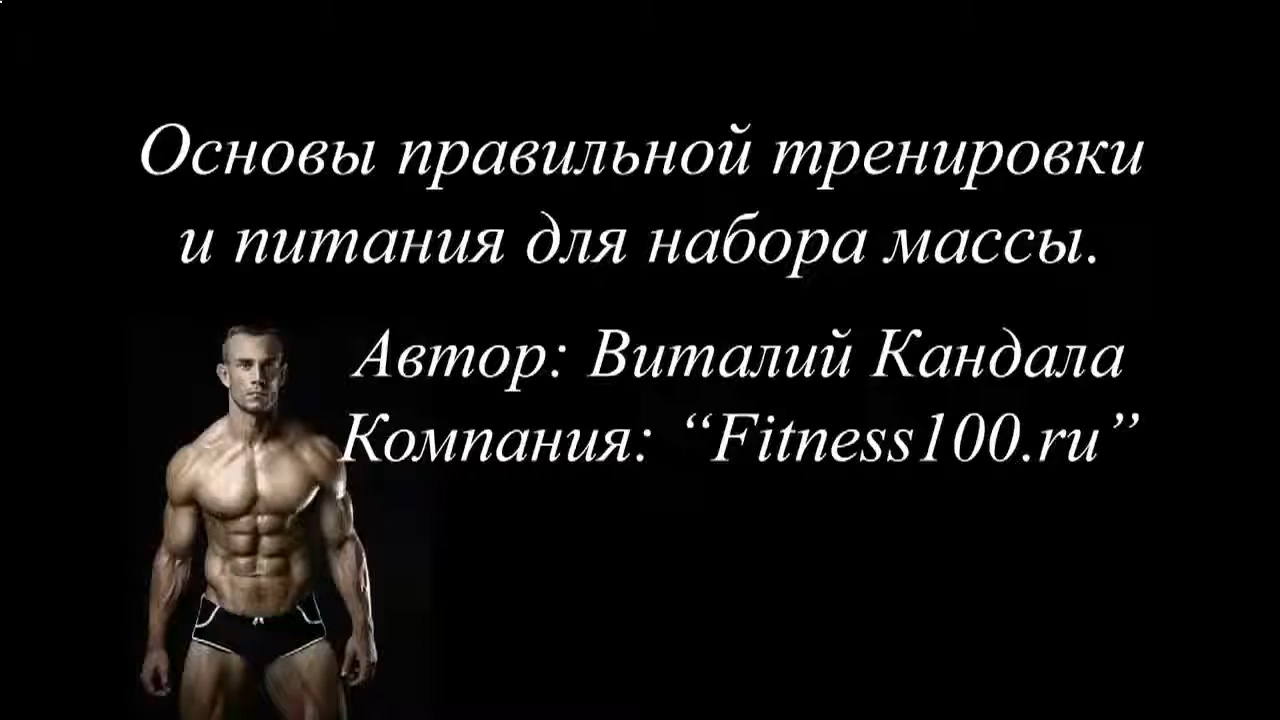 Основы правильной тренировки
и питания для набора массы.
Автор: Виталий Кандала
Компания: “Fitness100.ru”